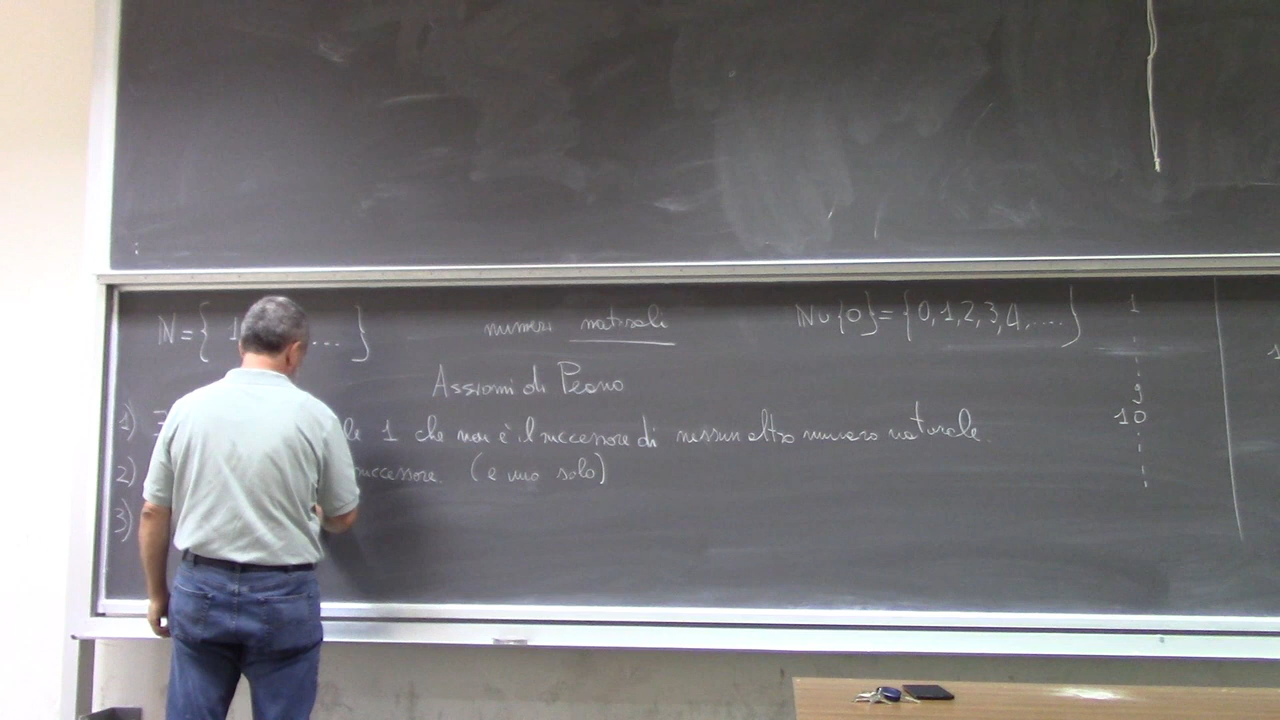 N={ 1 ... } numeri naturali N∪{0}={0,1,2,3,4,....}
Assiomi di Peano
1) 1 che non è il successore di nessun altro numero naturale.
2) successore. (e uno solo)
3)
1
9
10